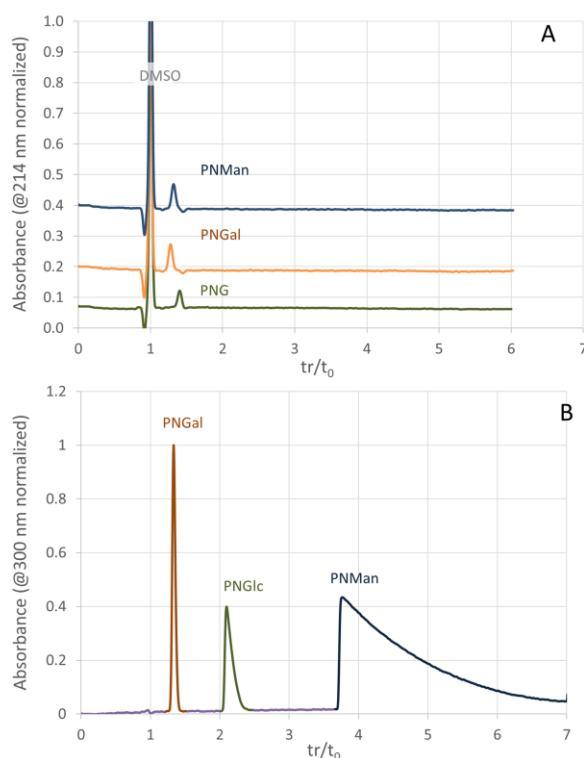 A
Absorbance (@214 nm normalized)
1.0
0.9
0.8
0.7
0.6
0.5
0.4
0.3
0.2
0.1
0.0
DMSO
PNMan
PNGal
PNG
0 1 2 3 4 5 6 7
tr/t₀
B
Absorbance (@300 nm normalized)
1.2
1
0.8
0.6
0.4
0.2
0
PNGal
PNGlc
PNMan
0 1 2 3 4 5 6 7
tr/t₀